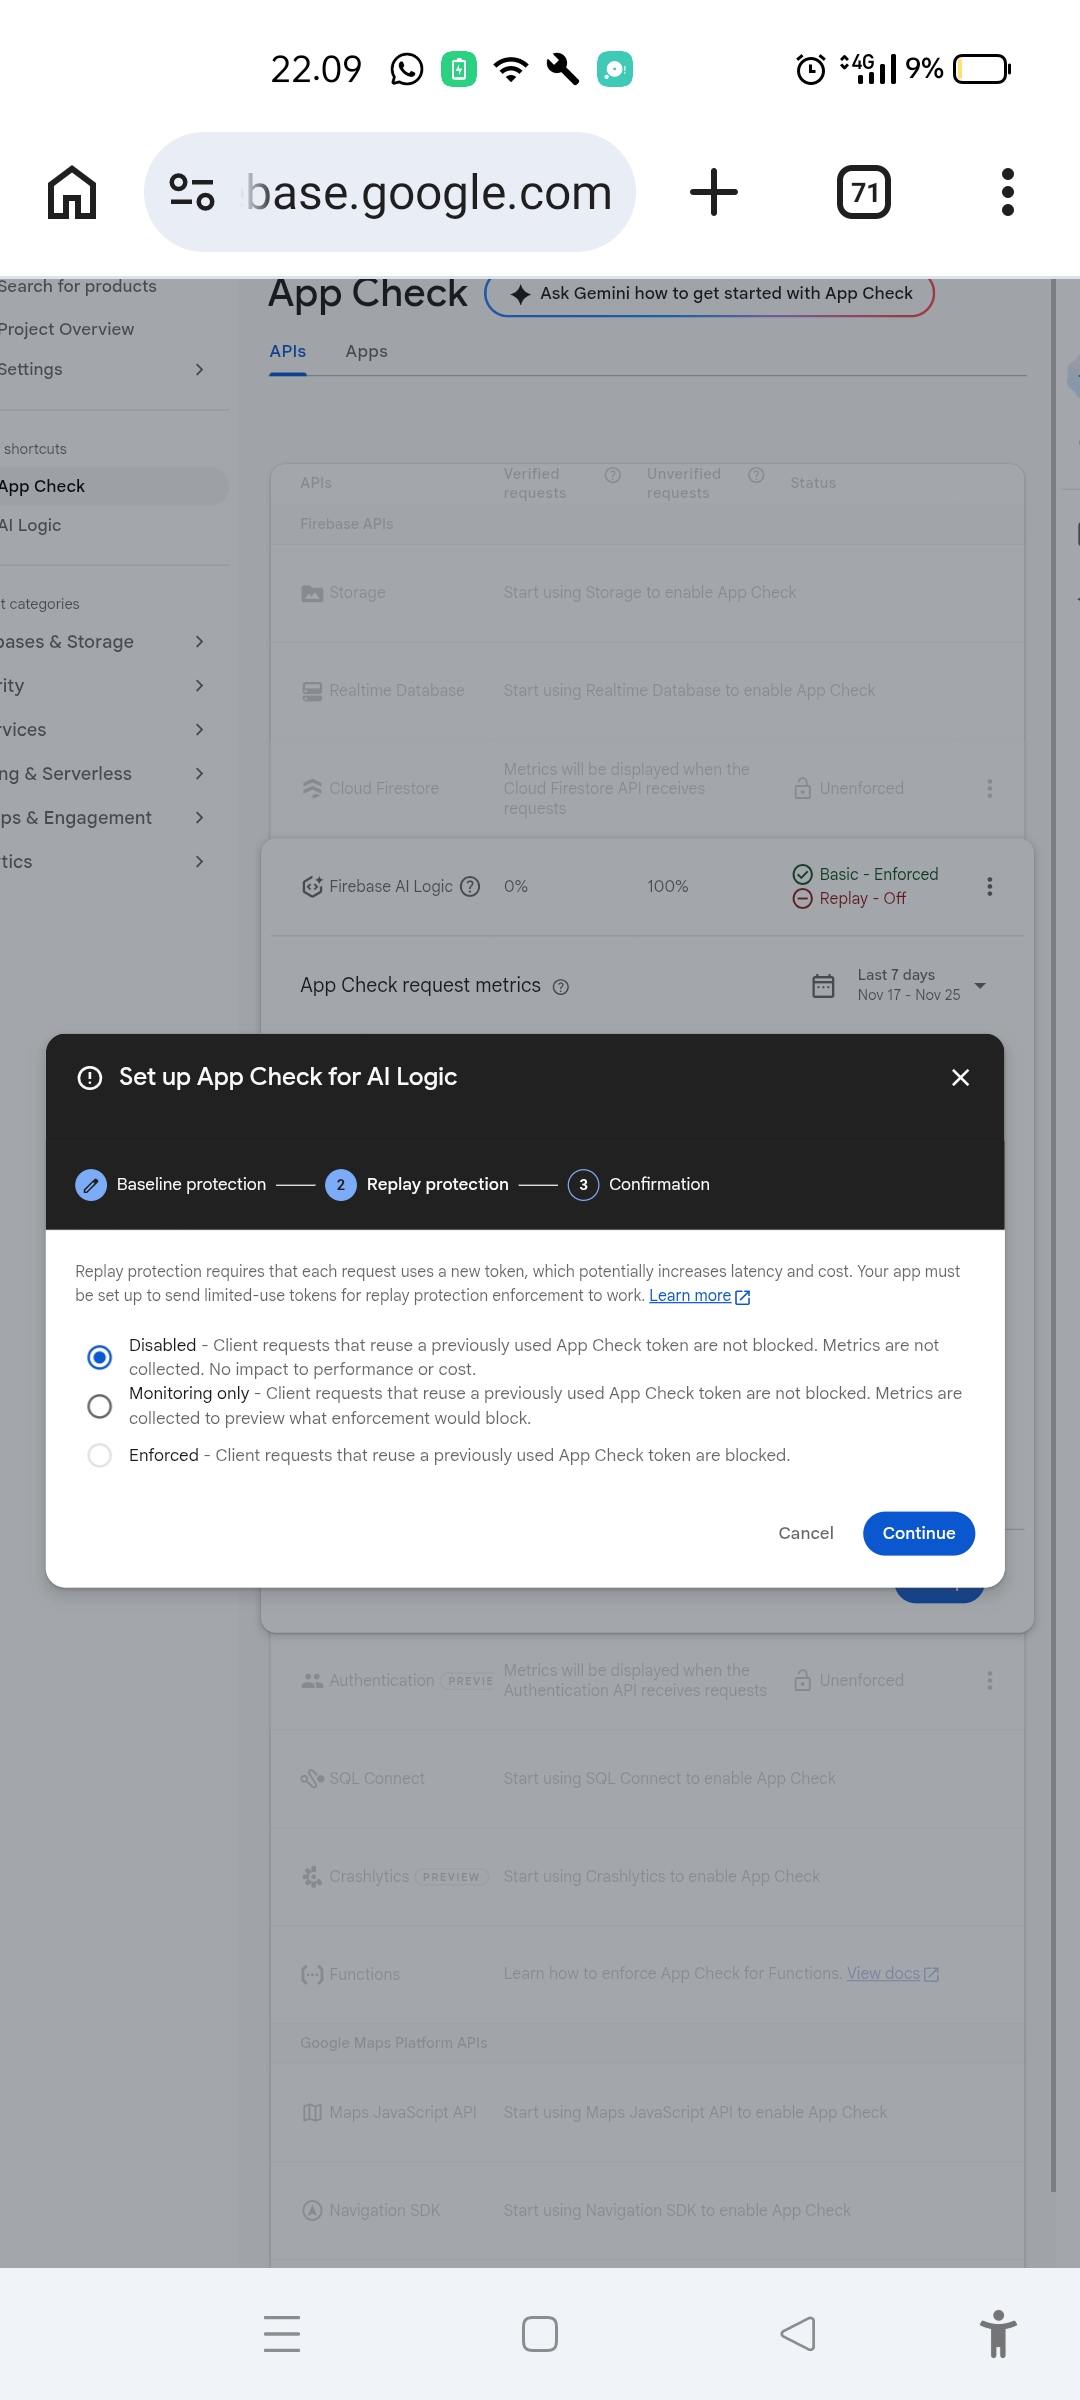 22.09
4G
9%
base.google.com
71
Search for products
Project Overview
Settings
shortcuts
App Check
AI Logic
t categories
bases & Storage
rity
rvices
ng & Serverless
ps & Engagement
tics
App Check
Ask Gemini how to get started with App Check
APIs Apps
APIs Verified requests Unverified requests Status
Firebase APIs
Storage Start using Storage to enable App Check
Realtime Database Start using Realtime Database to enable App Check
Cloud Firestore Metrics will be displayed when the Cloud Firestore API receives requests Unenforced
Firebase AI Logic 0% 100% Basic - Enforced
Replay - Off
App Check request metrics Last 7 days
Nov 17 - Nov 25
Set up App Check for AI Logic
Baseline protection 2 Replay protection 3 Confirmation
Replay protection requires that each request uses a new token, which potentially increases latency and cost. Your app must
be set up to send limited-use tokens for replay protection enforcement to work. Learn more
Disabled - Client requests that reuse a previously used App Check token are not blocked. Metrics are not
collected. No impact to performance or cost.
Monitoring only - Client requests that reuse a previously used App Check token are not blocked. Metrics are
collected to preview what enforcement would block.
Enforced - Client requests that reuse a previously used App Check token are blocked.
Cancel Continue
Authentication PREVIE Metrics will be displayed when the Authentication API receives requests Unenforced
SQL Connect Start using SQL Connect to enable App Check
Crashlytics PREVIEW Start using Crashlytics to enable App Check
Functions Learn how to enforce App Check for Functions. View docs
Google Maps Platform APIs
Maps JavaScript API Start using Maps JavaScript API to enable App Check
Navigation SDK Start using Navigation SDK to enable App Check